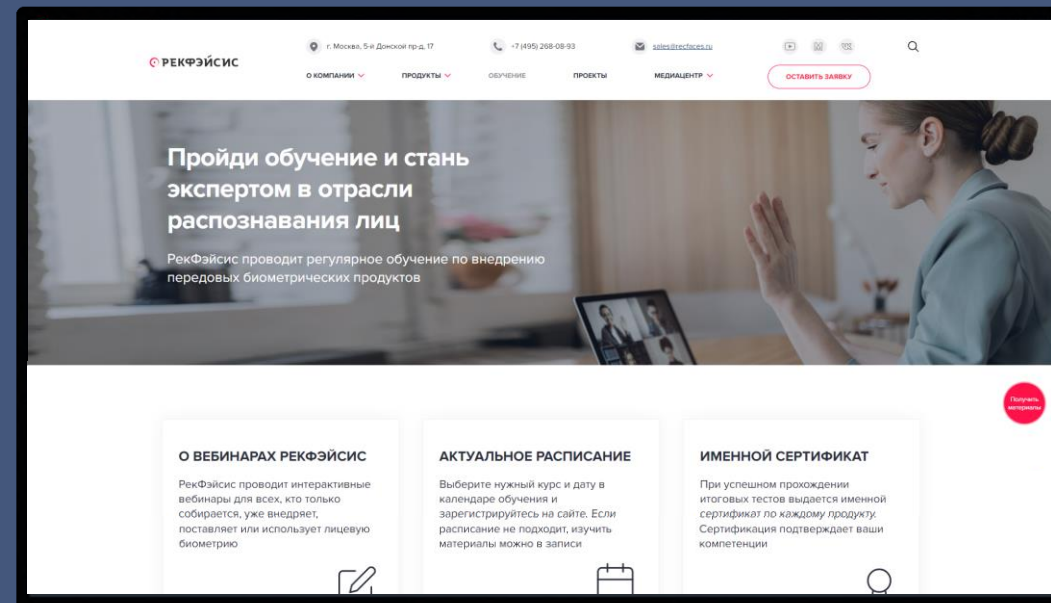 г. Москва, 5-й Донской пр-д, 17
+7 (495) 268-08-93
sales@recfaces.ru
РЕКФЭЙСИС
О КОМПАНИИ
ПРОДУКТЫ
ОБУЧЕНИЕ
ПРОЕКТЫ
МЕДИАЦЕНТР
ОСТАВИТЬ ЗАЯВКУ
Пройди обучение и стань
экспертом в отрасли
распознавания лиц
РекФэйсис проводит регулярное обучение по внедрению
передовых биометрических продуктов
Получить
материалы
О ВЕБИНАРАХ РЕКФЭЙСИС
РекФэйсис проводит интерактивные
вебинары для всех, кто только
собирается, уже внедряет,
поставляет или использует лицевую
биометрию
АКТУАЛЬНОЕ РАСПИСАНИЕ
Выберите нужный курс и дату в
календаре обучения и
зарегистрируйтесь на сайте. Если
расписание не подходит, изучить
материалы можно в записи
ИМЕННОЙ СЕРТИФИКАТ
При успешном прохождении
итоговых тестов выдается именной
сертификат по каждому продукту.
Сертификация подтверждает ваши
компетенции